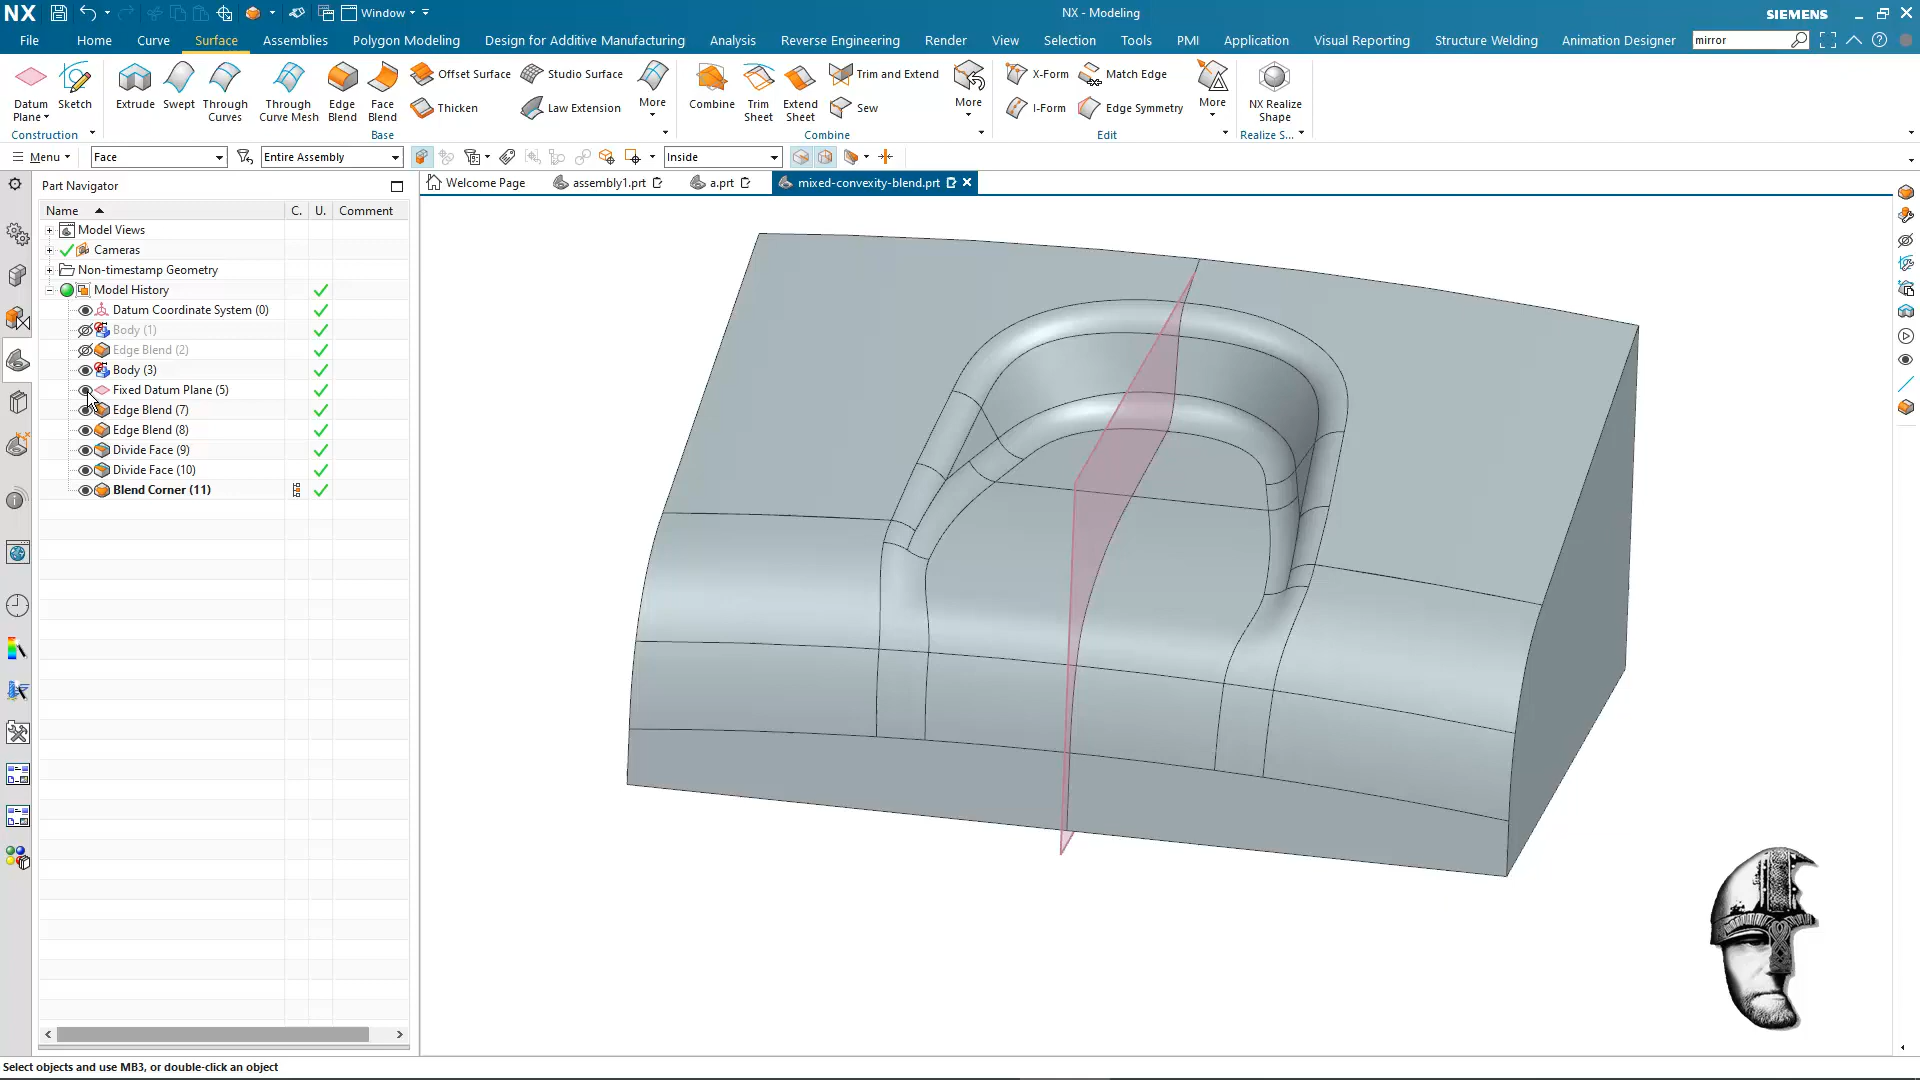 NX
Window
NX - Modeling
SIEMENS
File
Home
Curve
Surface
Assemblies
Polygon Modeling
Design for Additive Manufacturing
Analysis
Reverse Engineering
Render
View
Selection
Tools
PMI
Application
Visual Reporting
Structure Welding
Animation Designer
mirror
Datum Plane
Sketch
Extrude
Swept
Through Curves
Through Curve Mesh
Edge Blend
Face Blend
Offset Surface
Thicken
Studio Surface
Law Extension
More
Combine
Trim Sheet
Extend Sheet
Trim and Extend
Sew
More
X-Form
I-Form
Match Edge
Edge Symmetry
More
NX Realize Shape
Construction
Base
Combine
Edit
Realize S...
Menu
Face
Entire Assembly
Inside
Part Navigator
Welcome Page
assembly1.prt
a.prt
mixed-convexity-blend.prt
Name
C.
U.
Comment
Model Views
Cameras
Non-timestamp Geometry
Model History
Datum Coordinate System (0)
Body (1)
Edge Blend (2)
Body (3)
Fixed Datum Plane (5)
Edge Blend (7)
Edge Blend (8)
Divide Face (9)
Divide Face (10)
Blend Corner (11)
Select objects and use MB3, or double-click an object